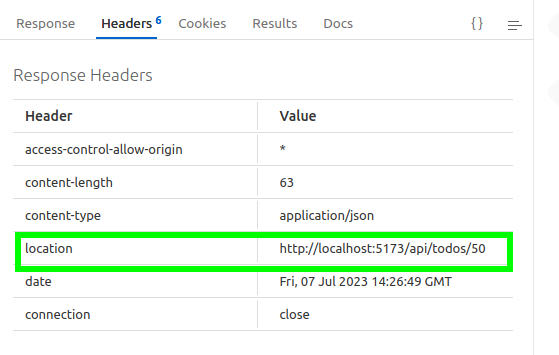 Response Headers 6 Cookies Results Docs {}
Response Headers
Header Value
access-control-allow-origin *
content-length 63
content-type application/json
location http://localhost:5173/api/todos/50
date Fri, 07 Jul 2023 14:26:49 GMT
connection close